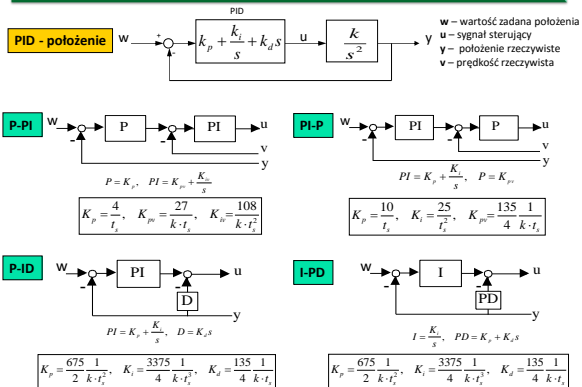 PID
PID - położenie
w
+
-
k_p + k_i/s + k_d s
u
k/s²
y
w – wartość zadana położenia
u – sygnał sterujący
y – położenie rzeczywiste
v – prędkość rzeczywista
P-PI
w
-
P
-
PI
u
v
y
P = K_p, PI = K_pv + K_iv/s
K_p = 4/t_s, K_pv = 27/(k·t_s), K_iv = 108/(k·t_s²)
PI-P
w
-
PI
-
P
u
v
y
PI = K_p + K_i/s, P = K_pv
K_p = 10/t_s, K_i = 25/t_s², K_pv = 135/4 1/(k·t_s)
P-ID
w
-
PI
-
u
D
y
PI = K_p + K_i/s, D = K_d s
K_p = 675/2 1/(k·t_s²), K_i = 3375/4 1/(k·t_s³), K_d = 135/4 1/(k·t_s)
I-PD
w
-
I
-
u
PD
y
I = K_i/s, PD = K_p + K_d s
K_p = 675/2 1/(k·t_s²), K_i = 3375/4 1/(k·t_s³), K_d = 135/4 1/(k·t_s)